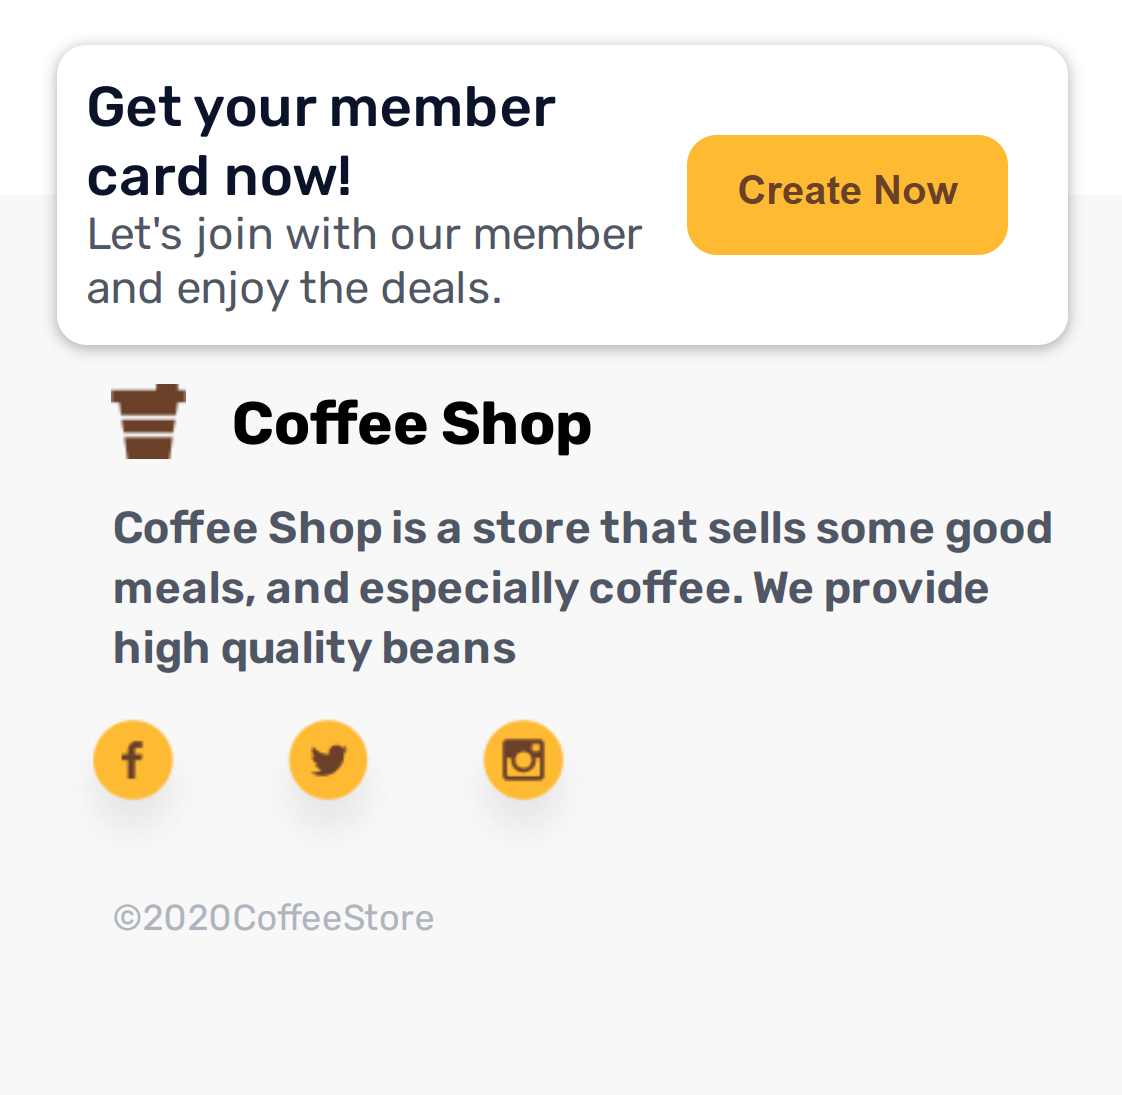 Get your member
card now!
Let's join with our member
and enjoy the deals.
Create Now
Coffee Shop
Coffee Shop is a store that sells some good
meals, and especially coffee. We provide
high quality beans
©2020CoffeeStore